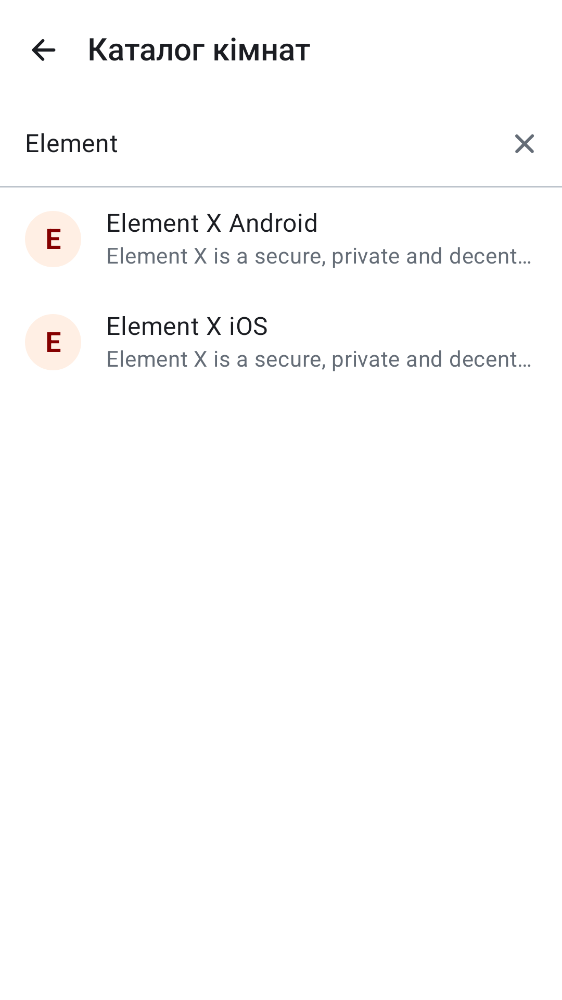 Каталог кімнат
Element
E
Element X Android
Element X is a secure, private and decent…
E
Element X iOS
Element X is a secure, private and decent…